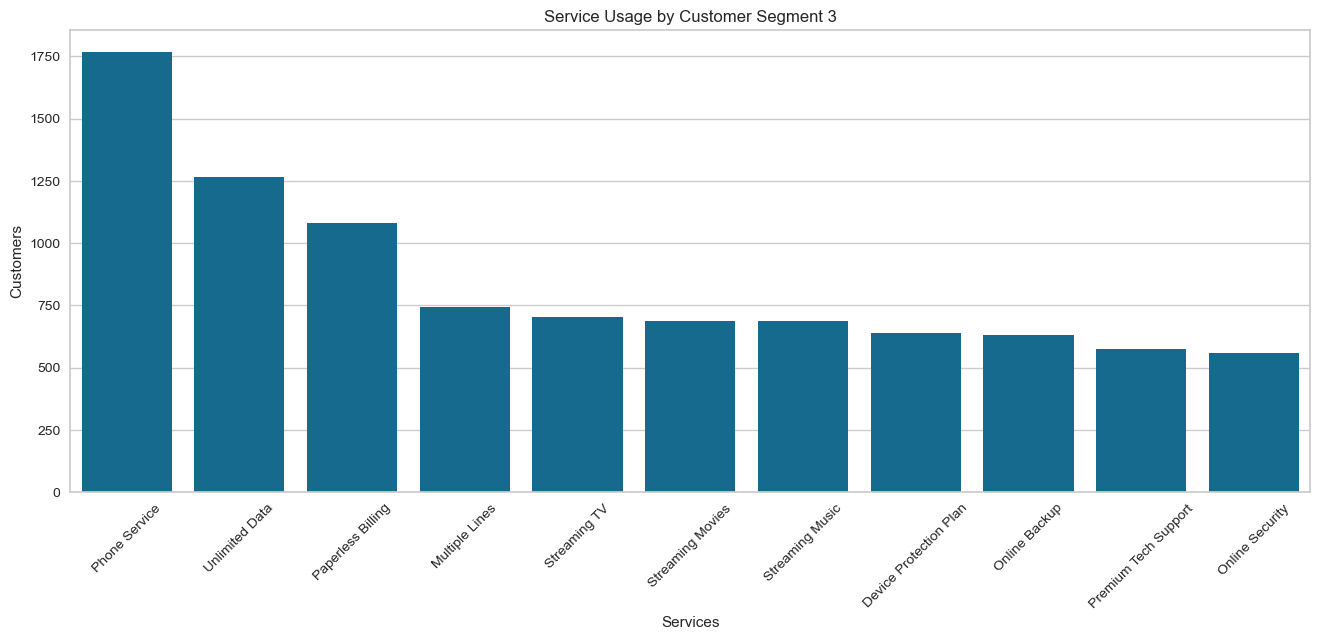 Service Usage by Customer Segment 3
Customers
1750
1500
1250
1000
750
500
250
0
Phone Service
Unlimited Data
Paperless Billing
Multiple Lines
Streaming TV
Streaming Movies
Streaming Music
Device Protection Plan
Online Backup
Premium Tech Support
Online Security
Services